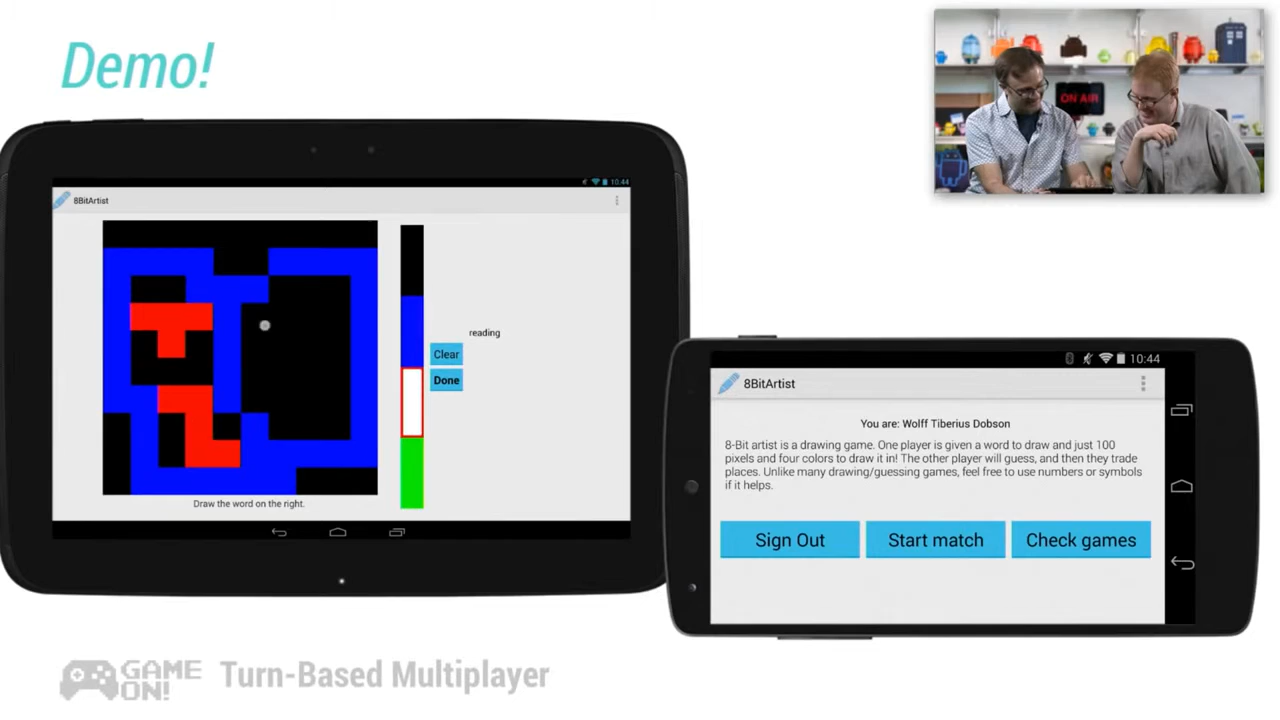 Demo!
ON AIR
10:44
8BitArtist
reading
Clear
Done
Draw the word on the right.
10:44
8BitArtist
You are: Wolff Tiberius Dobson
8-Bit artist is a drawing game. One player is given a word to draw and just 100
pixels and four colors to draw it in! The other player will guess, and then they trade
places. Unlike many drawing/guessing games, feel free to use numbers or symbols
if it helps.
Sign Out
Start match
Check games
GAME
ON!
Turn-Based Multiplayer